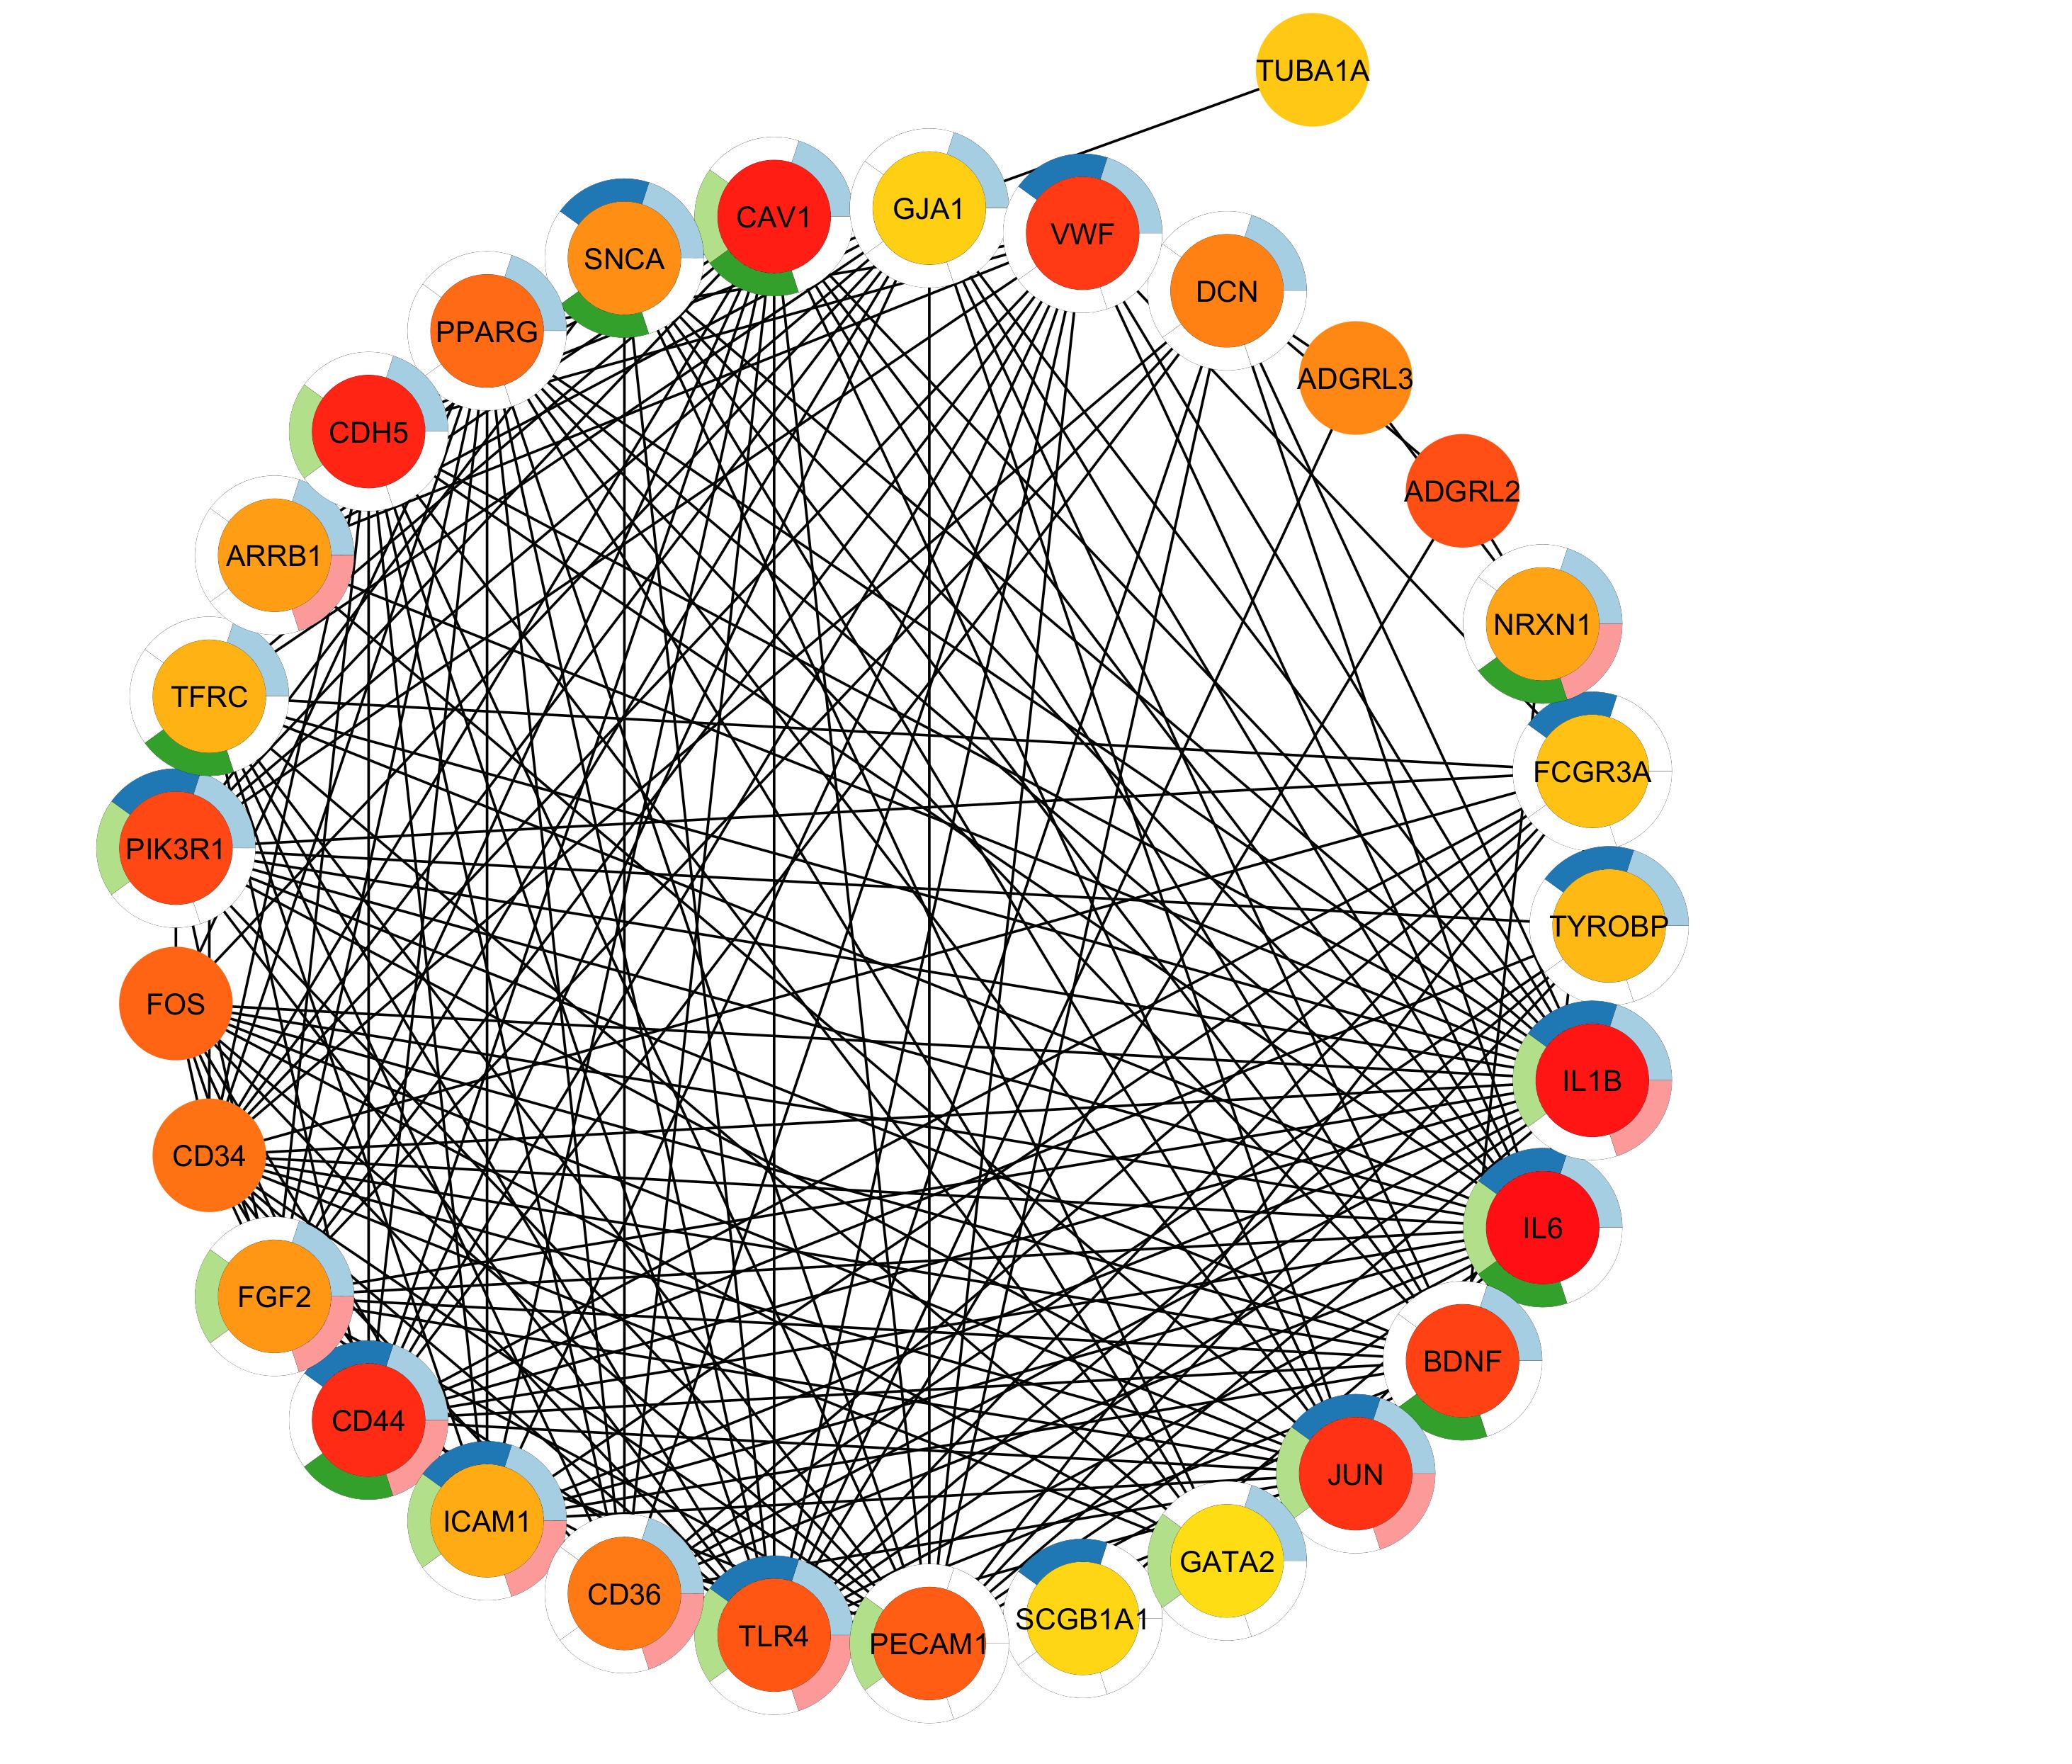 TUBA1A
GJA1
CAV1
VWF
SNCA
DCN
PPARG
ADGRL3
CDH5
ADGRL2
ARRB1
NRXN1
TFRC
FCGR3A
PIK3R1
TYROBP
FOS
IL1B
CD34
IL6
FGF2
BDNF
CD44
JUN
ICAM1
GATA2
CD36
SCGB1A1
TLR4
PECAM1